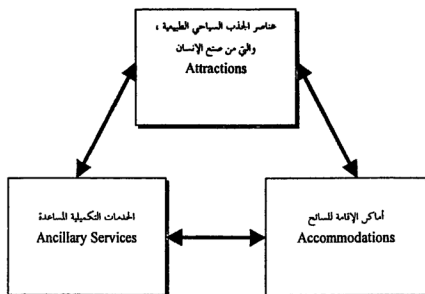 عناصر الجذب السياحي الطبيعية ،
والتي من صنع الإنسان
Attractions
أماكن الإقامة للسائح
Accommodations
الخدمات التكميلية المساعدة
Ancillary Services